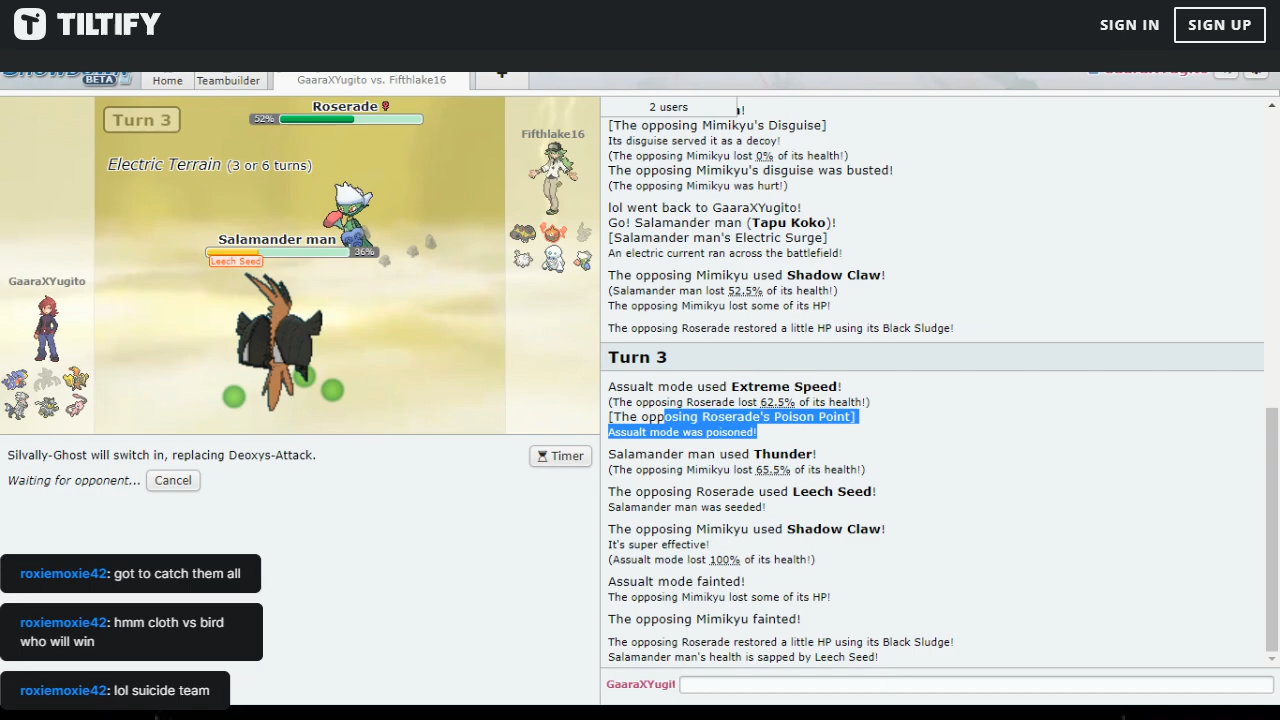 TILTIFY
SIGN IN
SIGN UP
BETA
Home
Teambuilder
GaaraXYugito vs. Fifthlake16
Turn 3
Roserade
52%
Electric Terrain (3 or 6 turns)
Salamander man
36%
Leech Seed
GaaraXYugito
Fifthlake16
Silvally-Ghost will switch in, replacing Deoxys-Attack.
Waiting for opponent... Cancel
Timer
roxiemoxie42: got to catch them all
roxiemoxie42: hmm cloth vs bird
who will win
roxiemoxie42: lol suicide team
2 users
[The opposing Mimikyu's Disguise]
Its disguise served it as a decoy!
(The opposing Mimikyu lost 0% of its health!)
The opposing Mimikyu's disguise was busted!
(The opposing Mimikyu was hurt!)
lol went back to GaaraXYugito!
Go! Salamander man (Tapu Koko)!
[Salamander man's Electric Surge]
An electric current ran across the battlefield!
The opposing Mimikyu used Shadow Claw!
(Salamander man lost 52.5% of its health!)
The opposing Mimikyu lost some of its HP!
The opposing Roserade restored a little HP using its Black Sludge!
Turn 3
Assualt mode used Extreme Speed!
(The opposing Roserade lost 62.5% of its health!)
[The opposing Roserade's Poison Point]
Assualt mode was poisoned!
Salamander man used Thunder!
(The opposing Mimikyu lost 65.5% of its health!)
The opposing Roserade used Leech Seed!
Salamander man was seeded!
The opposing Mimikyu used Shadow Claw!
It's super effective!
(Assualt mode lost 100% of its health!)
Assualt mode fainted!
The opposing Mimikyu lost some of its HP!
The opposing Mimikyu fainted!
The opposing Roserade restored a little HP using its Black Sludge!
Salamander man's health is sapped by Leech Seed!
GaaraXYugit